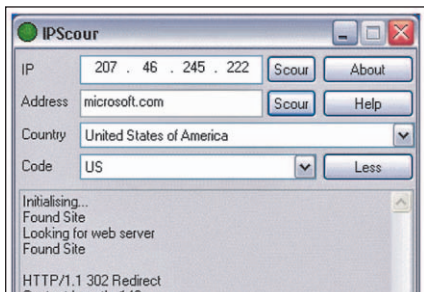 IPScour
IP 207 . 46 . 245 . 222 Scour About
Address microsoft.com Scour Help
Country United States of America
Code US Less
Initialising...
Found Site
Looking for web server
Found Site
HTTP/1.1 302 Redirect